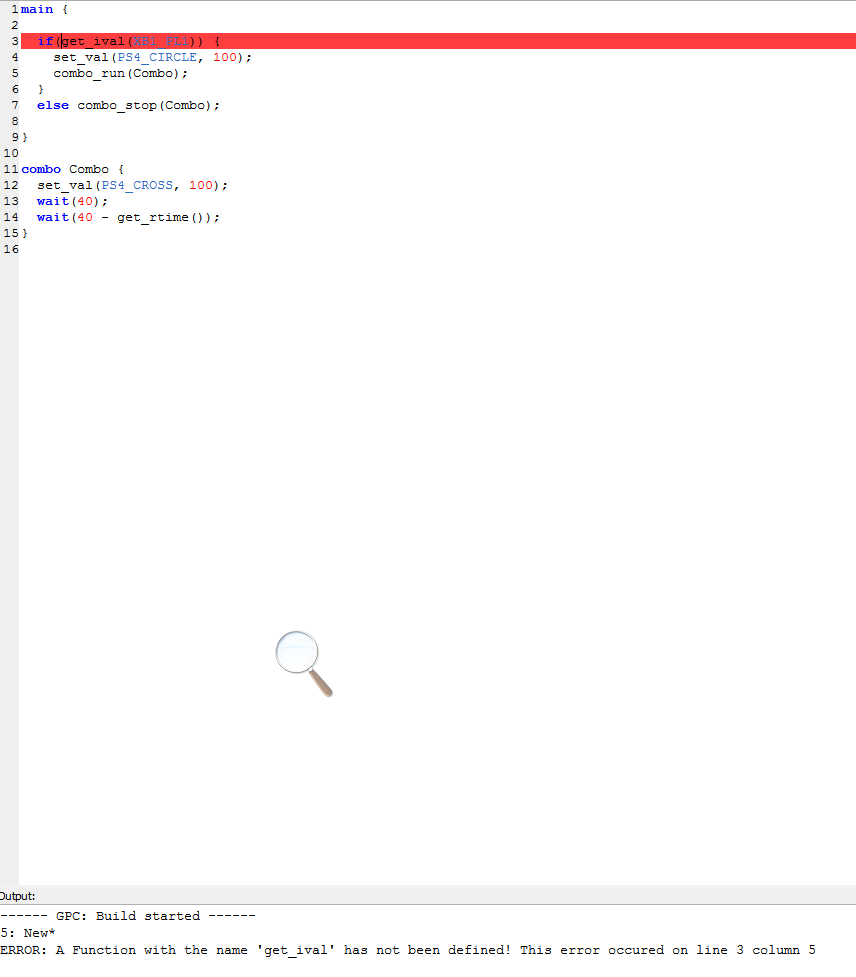 1 main {
2
3 if(get_ival(XB1_PL1)) {
4 set_val(PS4_CIRCLE, 100);
5 combo_run(Combo);
6 }
7 else combo_stop(Combo);
8
9 }
10
11 combo Combo {
12 set_val(PS4_CROSS, 100);
13 wait(40);
14 wait(40 - get_rtime());
15 }
16
Output:
------ GPC: Build started ------
5: New*
ERROR: A Function with the name 'get_ival' has not been defined! This error occured on line 3 column 5